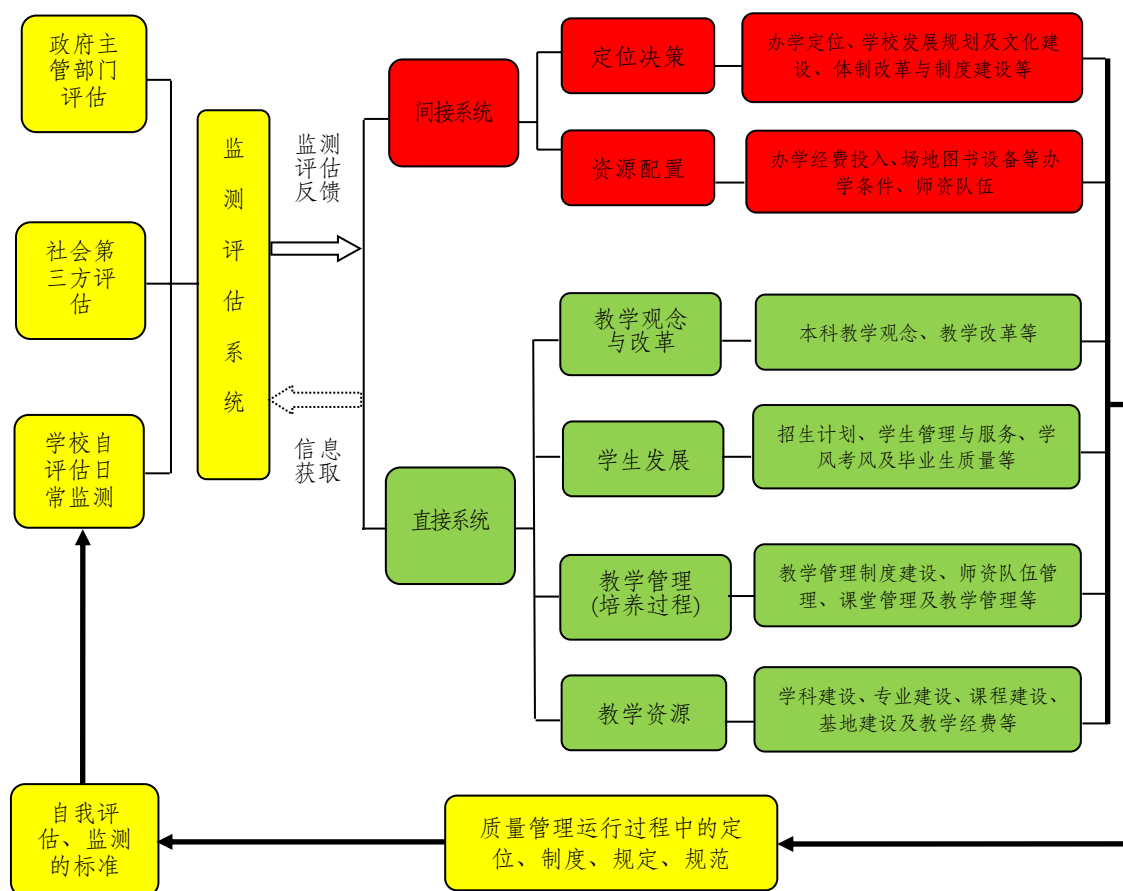 政府主
管部门
评估
社会第
三方评
估
学校自
评估日
常监测
监
测
评
估
系
统
监测
评估
反馈
信息
获取
间接系统
定位决策
办学定位、学校发展规划及文化建
设、体制改革与制度建设等
资源配置
办学经费投入、场地图书设备等办
学条件、师资队伍
直接系统
教学观念
与改革
本科教学观念、教学改革等
学生发展
招生计划、学生管理与服务、学
风考风及毕业生质量等
教学管理
(培养过程)
教学管理制度建设、师资队伍管
理、课堂管理及教学管理等
教学资源
学科建设、专业建设、课程建设、
基地建设及教学经费等
自我评
估、监测
的标准
质量管理运行过程中的定
位、制度、规定、规范